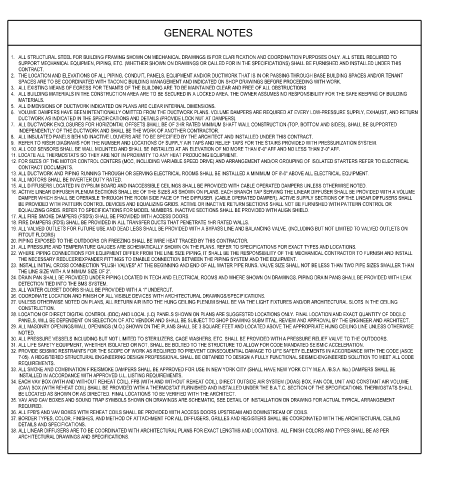 GENERAL NOTES
1. ALL STRUCTURAL STEEL FOR BUILDING FRAMING SHOWN ON MECHANICAL DRAWINGS IS FOR CLARIFICATION AND COORDINATION PURPOSES ONLY. ALL STEEL REQUIRED TO
SUPPORT MECHANICAL EQUIPMEN, PIPING, ETC. (WHETHER SHOWN ON DRAWINGS OR CALLED FOR IN THE SPECIFICATIONS) SHALL BE FURNISHED AND INSTALLED UNDER THIS
CONTRACT.
2. THE LOCATION AND ELEVATIONS OF ALL PIPING, CONDUIT, PANELS, EQUIPMENT AND/OR DUCTWORK THAT IS IN OR PASSING THROUGH BASE BUILDING SPACES AND/OR TENANT
SPACES ARE TO BE COORDINATED WITH TACONIC BUILDING MANAGEMENT AND INDICATED ON SHOP DRAWINGS BEFORE PROCEEDING WITH WORK.
3. ALL EXISTING MEANS OF EGRESS FOR TENANTS OF THE BUILDING ARE TO BE MAINTAINED CLEAR AND FREE OF ALL OBSTRUCTIONS
4. ALL BUILDING MATERIALS IN THE CONSTRUCTION AREA ARE TO BE SECURED IN A LOCKED AREA. THE OWNER ASSUMES NO RESPONSIBILITY FOR THE SAFE KEEPING OF BUILDING
MATERIALS.
5. ALL DIMENSIONS OF DUCTWORK INDICATED ON PLANS ARE CLEAR INTERNAL DIMENSIONS.
6. VOLUME DAMPERS HAVE BEEN INTENTIONALLY OMITTED FROM THE DUCTWORK PLANS. VOLUME DAMPERS ARE REQUIRED AT EVERY LOW-PRESSURE SUPPLY, EXHAUST, AND RETURN
DUCTWORK AS INDICATED IN THE SPECIFICATIONS AND DETAILS (PROVIDE LOCK NUT AT DAMPERS).
7. ALL DUCTWORK ENCLOSURES FOR HORIZONTAL OFFSETS SHALL BE OF 2-HR RATED MINIMUM SHAFT WALL CONSTRUCTION (TOP, BOTTOM AND SIDES), SHALL BE SUPPORTED
INDEPENDENTLY OF THE DUCTWORK AND SHALL BE THE WORK OF ANOTHER CONTRACTOR.
8. ALL INSULATED PANELS BEHIND INACTIVE LOUVERS ARE TO BE SPECIFIED BY THE ARCHITECT AND INSTALLED UNDER THIS CONTRACT.
9. REFER TO RISER DIAGRAMS FOR THE NUMBER AND LOCATIONS OF SUPPLY AIR TAPS AND RELIEF TAPS FOR THE STAIRS PROVIDED WITH PRESSURIZATION SYSTEM.
10. ALL CO2 SENSORS SHALL BE WALL MOUNTED AND SHALL BE INSTALLED AT AN ELEVATION OF NO MORE THAN 6'-0" AFF AND NO LESS THAN 2'-0" AFF.
11. LOCATE ALL THERMOSTATS SO THEY ARE NOT IN PROXIMITY TO ANY HEAT PRODUCING EQUIPMENT.
12. FOR SIZES OF THE MOTOR CONTROL CENTERS (MCC, INCLUDING VARIABLE SPEED DRIVE) AND ARRANGEMENT AND/OR GROUPING OF ISOLATED STARTERS REFER TO ELECTRICAL
CONTRACT DOCUMENTS.
13. ALL DUCTWORK AND PIPING RUNNING THROUGH OR SERVING ELECTRICAL ROOMS SHALL BE INSTALLED A MINIMUM OF 8'-6" ABOVE ALL ELECTRICAL EQUIPMENT.
14. ALL MOTORS SHALL BE INVERTER DUTY RATED.
15. ALL DIFFUSERS LOCATED IN GYPSUM BOARD AND INACCESSIBLE CEILINGS SHALL BE PROVIDED WITH CABLE OPERATED DAMPERS UNLESS OTHERWISE NOTED.
16. ACTIVE LINEAR DIFFUSER PLENUM SECTIONS SHALL BE OF THE SIZES AS SHOWN ON PLANS. EACH BRANCH TAP SERVING THE LINEAR DIFFUSER SHALL BE PROVIDED WITH A VOLUME
DAMPER WHICH SHALL BE OPERABLE THROUGH THE ROOM SIDE FACE OF THE DIFFUSER. (CABLE OPERATED DAMPER). ACTIVE SUPPLY SECTIONS OF THE LINEAR DIFFUSERS SHALL
BE PROVIDED WITH PATTERN CONTROL DEVICES AND EQUALIZING GRIDS. ACTIVE OR INACTIVE RETURN SECTIONS SHALL NOT BE FURNISHED WITH PATTERN CONTROL OR
EQUALIZING GRIDS. REFER TO SPECIFICATIONS FOR MODEL NUMBERS. INACTIVE SECTIONS SHALL BE PROVIDED WITH ALIGN SHIELD.
17. ALL FIRE SMOKE DAMPERS (FSDS) SHALL BE PROVIDED WITH ACCESS DOORS.
18. FIRE DAMPERS (FDS) SHALL BE PROVIDED IN ALL TRANSFER DUCTS THAT PENETRATE 2-HR RATED WALLS.
19. ALL VALVED OUTLETS FOR FUTURE USE AND DEAD LEGS SHALL BE PROVIDED WITH A BYPASS LINE AND BALANCING VALVE. (INCLUDING BUT NOT LIMITED TO VALVED OUTLETS ON
FITOUT FLOORS)
20. PIPING EXPOSED TO THE OUTDOORS OR FREEZING SHALL BE WIRE HEAT TRACED BY THIS CONTRACTOR.
21. ALL PRESSURE AND TEMPERATURE GAUGES ARE SCHEMATICALLY SHOWN ON THE PLANS. REFER TO SPECIFICATIONS FOR EXACT TYPES AND LOCATIONS.
22. WHERE PIPING CONNECTIONS FOR EQUIPMENT DIFFER FROM THE LINE SIZE PIPING, IT SHALL BE THE RESPONSIBILITY OF THE MECHANICAL CONTRACTOR TO FURNISH AND INSTALL
THE NECESSARY REDUCER/EXPANDER FITTINGS TO ENABLE CONNECTION BETWEEN THE PIPING SYSTEM AND THE EQUIPMENT.
23. INSTALL INITIAL CROSS CONNECTION "FLUSH VALVES" AT THE BEGINNING AND END OF ALL WATER PIPE RUNS. VALVE SIZE SHALL NOT BE LESS THAN TWO PIPE SIZES SMALLER THAN
THE LINE SIZE WITH A MINIMUM SIZE OF 2".
24. DRAIN PAN SHALL BE PROVIDED UNDER PIPING LOCATED IN TECH AND ELECTRICAL ROOMS AND WHERE SHOWN ON DRAWINGS. PIPING DRAIN PANS SHALL BE PROVIDED WITH LEAK
DETECTION TIED INTO THE BMS SYSTEM.
25. ALL WATER CLOSET DOORS SHALL BE PROVIDED WITH A 1" UNDERCUT.
26. COORDINATE LOCATION AND FINISH OF ALL VISIBLE DEVICES WITH ARCHITECTURAL DRAWINGS/SPECIFICATIONS.
27. UNLESS OTHERWISE NOTED ON PLANS, ALL RETURN AIR INTO THE HUNG CEILING PLENUM SHALL BE VIA THE LIGHT FIXTURES AND/OR ARCHITECTURAL SLOTS IN THE CEILING
CONSTRUCTION.
28. LOCATION OF DIRECT DIGITAL CONTROL (DDC) AND LOCAL (LC) PANELS SHOWN ON PLANS ARE SUGGESTED LOCATIONS ONLY. FINAL LOCATION AND EXACT QUANTITY OF DDC/LC
PANELS, WILL BE DEPENDENT ON SELECTION OF ATC VENDOR AND SHALL BE SUBJECT TO SHOP DRAWING SUBMITTAL, REVIEW AND APPROVAL BY THE ENGINEER AND ARCHITECT.
29. ALL MASONRY OPENINGS/WALL OPENINGS (M.O.) SHOWN ON THE PLANS SHALL BE 3 SQUARE FEET AND LOCATED ABOVE THE APPROPRIATE HUNG CEILING LINE UNLESS OTHERWISE
NOTED.
30. ALL PRESSURE VESSELS INCLUDING BUT NOT LIMITED TO STERILIZERS, CAGE WASHERS, ETC. SHALL BE PROVIDED WITH A PRESSURE RELIEF VALVE TO THE OUTDOORS.
31. ALL LIFE SAFETY EQUIPMENT, WHETHER ISOLATED OR NOT, SHALL BE BOLTED TO THE STRUCTURE TO ALLOW FOR CODE MANDATED SEISMIC ACCELERATION.
32. PROVIDE SEISMIC RESTRAINTS FOR THE SCOPE OF WORK AS REQUIRED TO PREVENT CONSEQUENTIAL DAMAGE TO LIFE SAFETY ELEMENTS IN ACCORDANCE WITH THE CODE (ASCE
7-05). A REGISTERED STRUCTURAL ENGINEERING DESIGN PROFESSIONAL SHALL BE OBTAINED TO DESIGN A FULLY FUNCTIONAL SEISMIC ENGINEERED SOLUTION TO MEET ALL CODE
REQUIREMENTS.
33. ALL SMOKE AND COMBINATION FIRE/SMOKE DAMPERS SHALL BE APPROVED FOR USE IN NEW YORK CITY (SHALL HAVE NEW YORK CITY M.E.A. /B.S.A. No.) DAMPERS SHALL BE
INSTALLED IN ACCORDANCE WITH APPROVED U.L. LISTING REQUIREMENTS.
34. EACH VAV BOX (WITH AND WITHOUT REHEAT COIL), FPB (WITH AND WITHOUT REHEAT COIL), DIRECT OUTSIDE AIR SYSTEM (DOAS) BOX, FAN COIL UNIT AND CONSTANT AIR VOLUME
(CAV) BOX WITH REHEAT COIL SHALL BE PROVIDED WITH A THERMOSTAT FURNISHED AND INSTALLED UNDER THE B.A.T.C. SECTION OF THE SPECIFICATIONS. THERMOSTATS SHALL
BE LOCATED AS SHOWN OR AS DIRECTED. FINAL LOCATIONS TO BE VERIFIED WITH THE ARCHITECT.
35. VAV AND DAV BOXES AND SOUND TRAP SYMBOLS SHOWN ON DRAWINGS ARE SCHEMATIC, SEE DETAIL OF INSTALLATION ON DRAWING FOR ACTUAL TYPICAL ARRANGEMENT
REQUIRED.
36. ALL FPB'S AND VAV BOXES WITH REHEAT COILS SHALL BE PROVIDED WITH ACCESS DOORS UPSTREAM AND DOWNSTREAM OF COILS.
37. BORDER TYPES, COLOR, FINISHES, AND METHOD OF ATTACHMENT FOR ALL DIFFUSERS, GRILLES AND REGISTERS SHALL BE COORDINATED WITH THE ARCHITECTURAL CEILING
DETAILS AND SPECIFICATIONS.
38. ALL LINEAR DIFFUSERS ARE TO BE COORDINATED WITH ARCHITECTURAL PLANS FOR EXACT LENGTHS AND LOCATIONS. ALL FINISH COLORS AND TYPES SHALL BE AS PER
ARCHITECTURAL DRAWINGS AND SPECIFICATIONS.